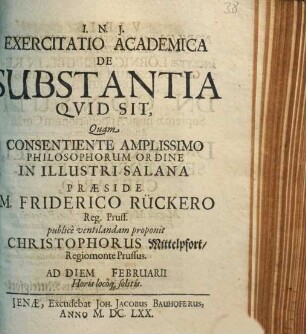 38
I. N. J.
EXERCITATIO ACADEMICA
DE
SUBSTANTIA
QVID SIT,
Quam
CONSENTIENTE AMPLISSIMO
PHILOSOPHORUM ORDINE
IN ILLUSTRI SALANA
PRÆSIDE
M. FRIDERICO RÜCKERO
Reg. Pruss.
publicè ventilandam proponit
CHRISTOPHORUS Mittelpfort/
Regiomonte Prussus.
AD DIEM FEBRUARII
Horis locoq; solitis.
JENÆ, Excudebat Joh. Jacobus Bauhoferus,
ANNO M. DC. LXX.